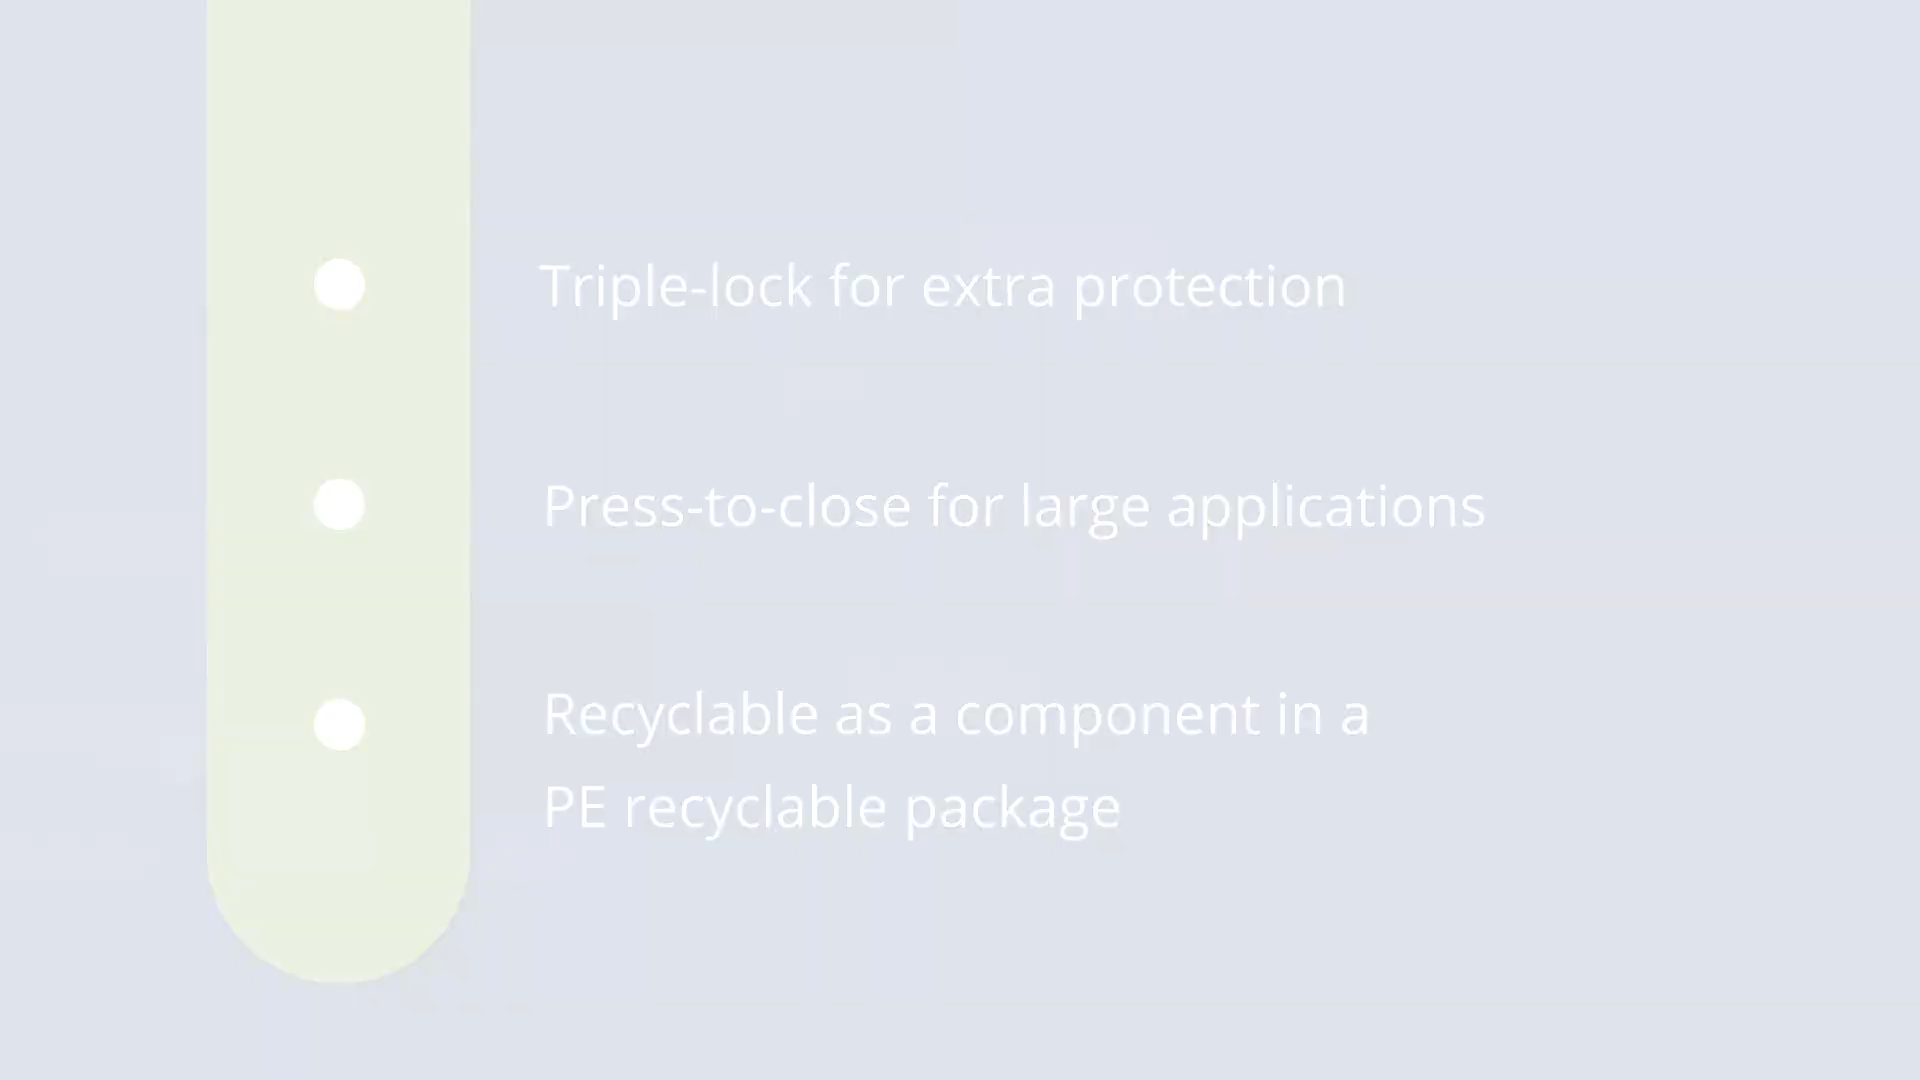 Triple-lock for extra protection
Press-to-close for large applications
Recyclable as a component in a
PE recyclable package